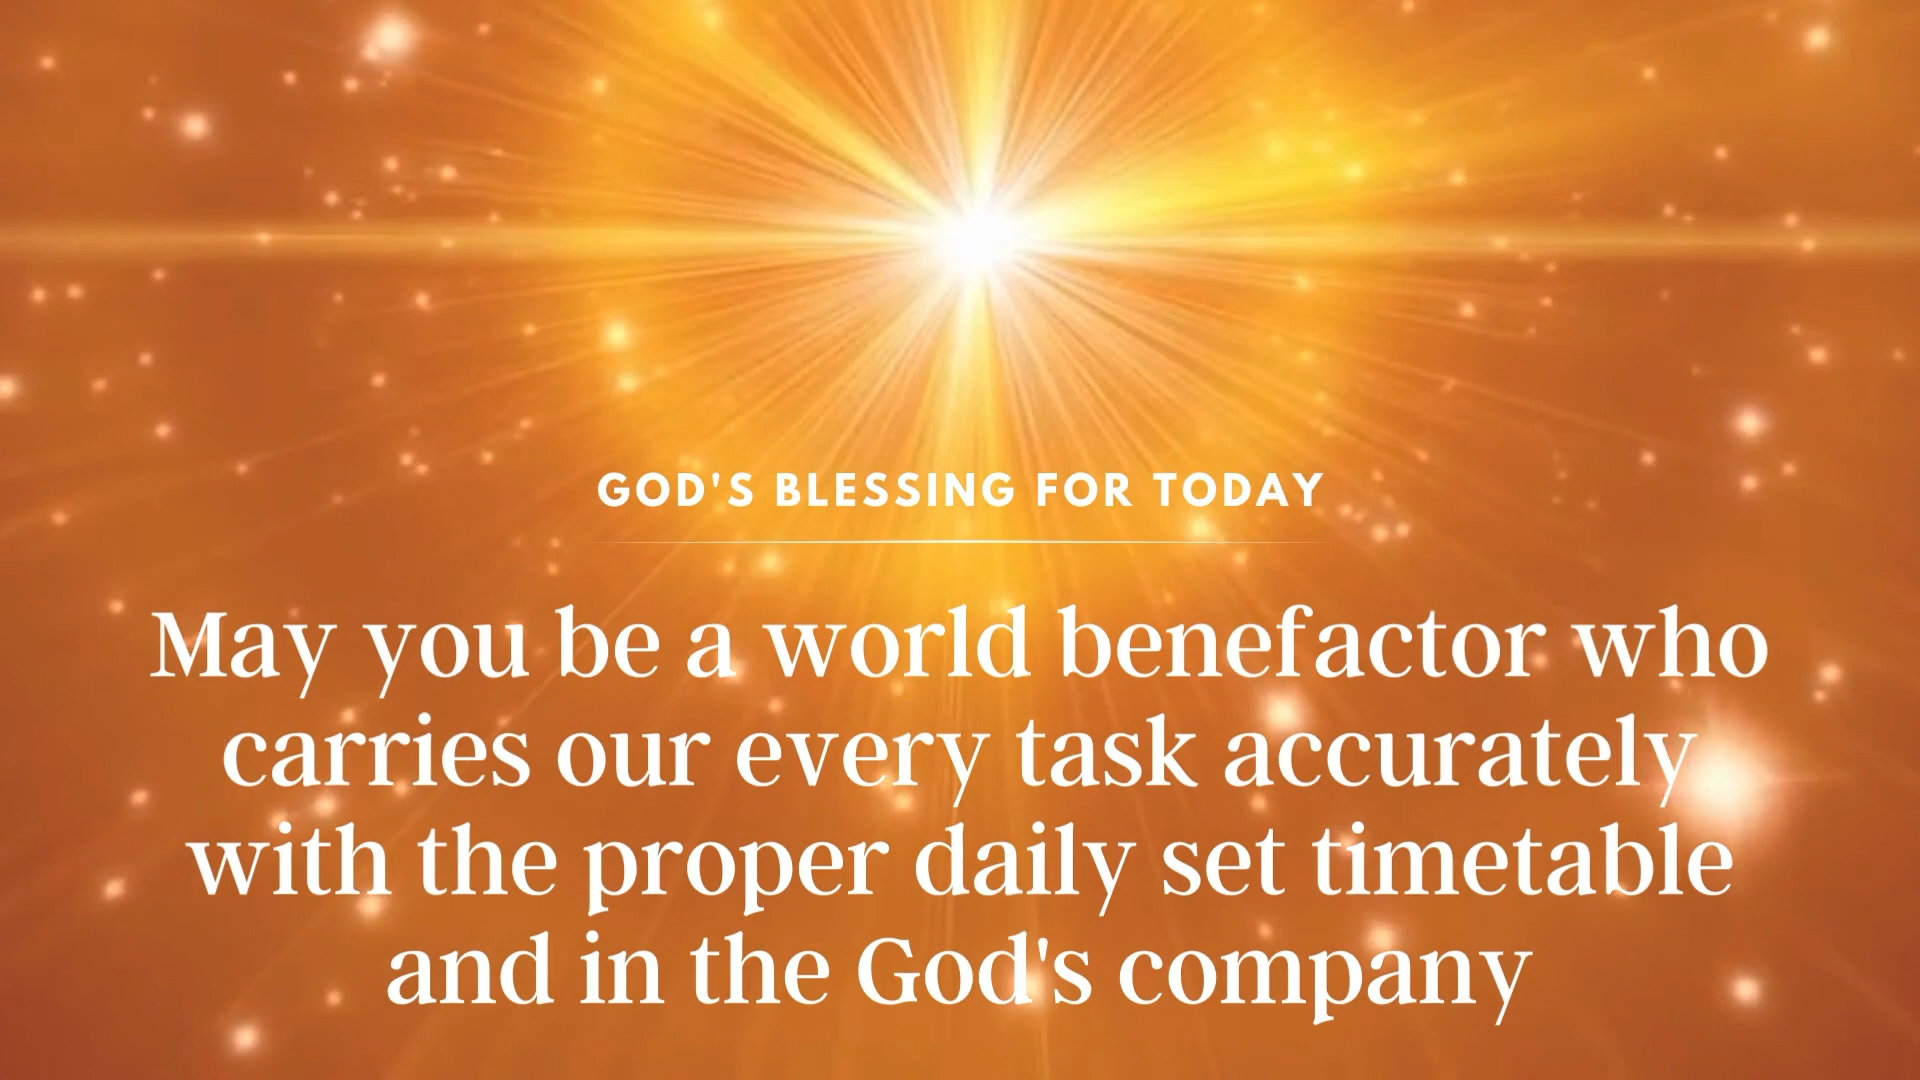 GOD'S BLESSING FOR TODAY
May you be a world benefactor who
carries our every task accurately
with the proper daily set timetable
and in the God's company